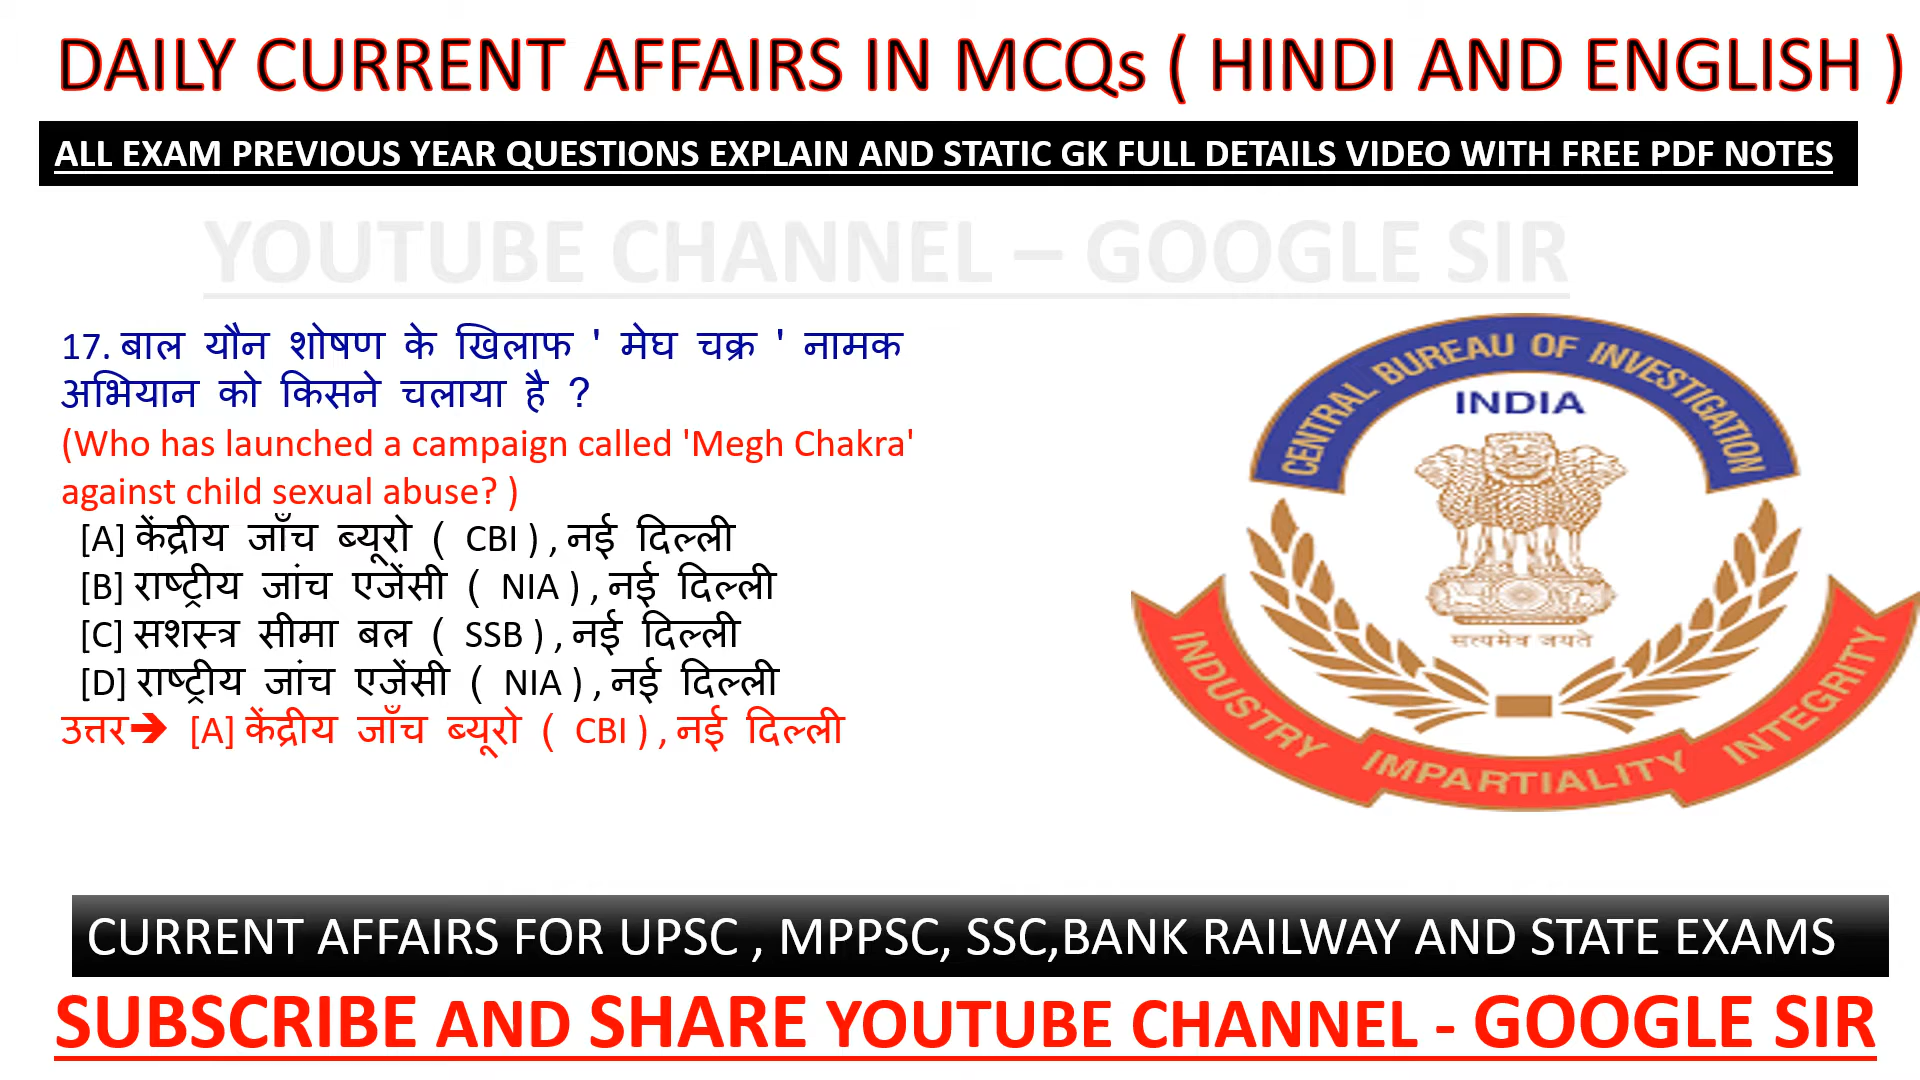 DAILY CURRENT AFFAIRS IN MCQs ( HINDI AND ENGLISH )
ALL EXAM PREVIOUS YEAR QUESTIONS EXPLAIN AND STATIC GK FULL DETAILS VIDEO WITH FREE PDF NOTES
YOUTUBE CHANNEL – GOOGLE SIR
17. बाल यौन शोषण के खिलाफ ' मेघ चक्र ' नामक
अभियान को किसने चलाया है ?
(Who has launched a campaign called 'Megh Chakra'
against child sexual abuse? )
[A] केंद्रीय जाँच ब्यूरो ( CBI ) , नई दिल्ली
[B] राष्ट्रीय जांच एजेंसी ( NIA ) , नई दिल्ली
[C] सशस्त्र सीमा बल ( SSB ) , नई दिल्ली
[D] राष्ट्रीय जांच एजेंसी ( NIA ) , नई दिल्ली
उत्तर➔ [A] केंद्रीय जाँच ब्यूरो ( CBI ) , नई दिल्ली
CENTRAL BUREAU OF INVESTIGATION
INDIA
सत्यमेव जयते
INDUSTRY IMPARTIALITY INTEGRITY
CURRENT AFFAIRS FOR UPSC , MPPSC, SSC,BANK RAILWAY AND STATE EXAMS
SUBSCRIBE AND SHARE YOUTUBE CHANNEL - GOOGLE SIR